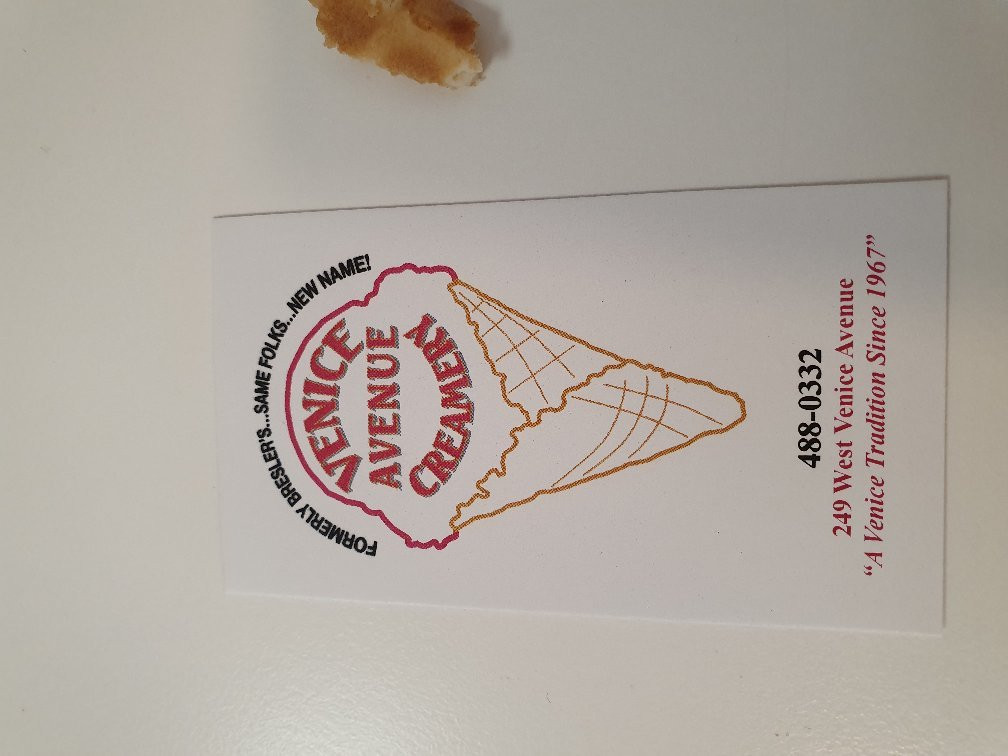 FORMERLY BRESLER'S...SAME FOLKS...NEW NAME!
VENICE
AVENUE
CREAMERY
488-0332
249 West Venice Avenue
“A Venice Tradition Since 1967”